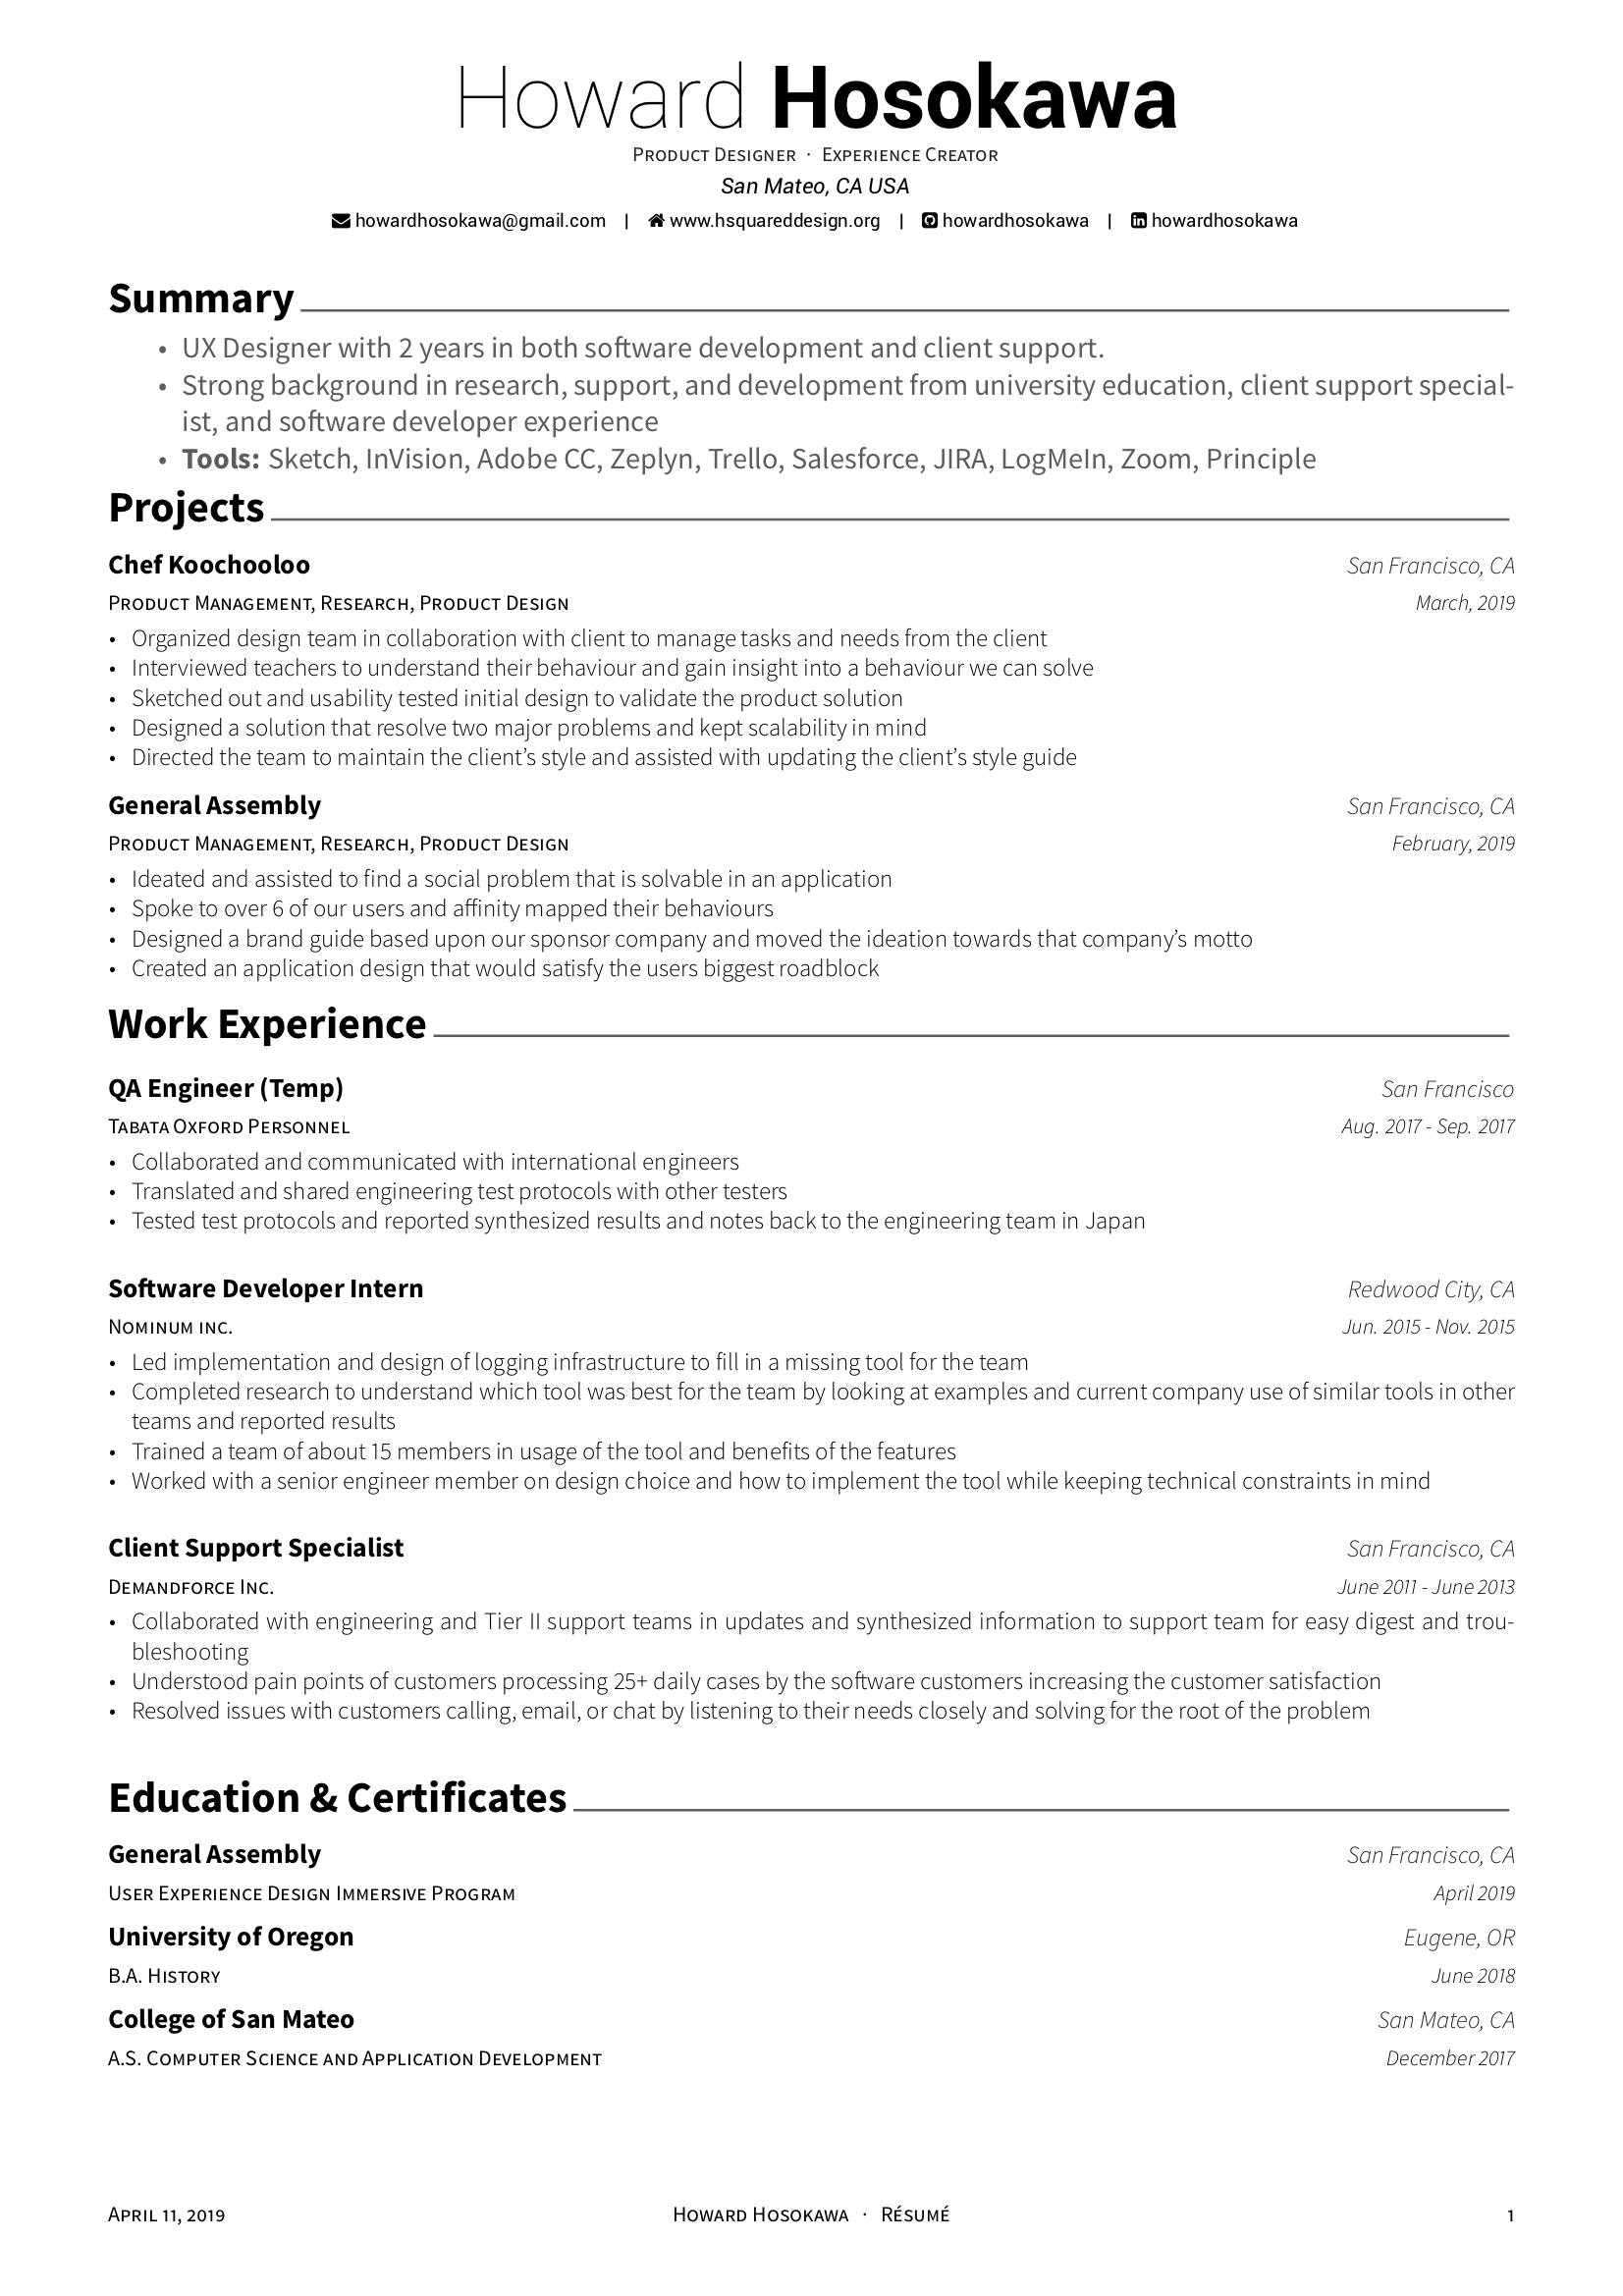 Howard Hosokawa
Product Designer · Experience Creator
San Mateo, CA USA
howardhosokawa@gmail.com | www.hsquareddesign.org | howardhosokawa | howardhosokawa
Summary
• UX Designer with 2 years in both software development and client support.
• Strong background in research, support, and development from university education, client support special-
ist, and software developer experience
• Tools: Sketch, InVision, Adobe CC, Zeplyn, Trello, Salesforce, JIRA, LogMeIn, Zoom, Principle
Projects
Chef Koochooloo San Francisco, CA
Product Management, Research, Product Design March, 2019
• Organized design team in collaboration with client to manage tasks and needs from the client
• Interviewed teachers to understand their behaviour and gain insight into a behaviour we can solve
• Sketched out and usability tested initial design to validate the product solution
• Designed a solution that resolve two major problems and kept scalability in mind
• Directed the team to maintain the client’s style and assisted with updating the client’s style guide
General Assembly San Francisco, CA
Product Management, Research, Product Design February, 2019
• Ideated and assisted to find a social problem that is solvable in an application
• Spoke to over 6 of our users and affinity mapped their behaviours
• Designed a brand guide based upon our sponsor company and moved the ideation towards that company’s motto
• Created an application design that would satisfy the users biggest roadblock
Work Experience
QA Engineer (Temp) San Francisco
Tabata Oxford Personnel Aug. 2017 - Sep. 2017
• Collaborated and communicated with international engineers
• Translated and shared engineering test protocols with other testers
• Tested test protocols and reported synthesized results and notes back to the engineering team in Japan
Software Developer Intern Redwood City, CA
Nominum inc. Jun. 2015 - Nov. 2015
• Led implementation and design of logging infrastructure to fill in a missing tool for the team
• Completed research to understand which tool was best for the team by looking at examples and current company use of similar tools in other
teams and reported results
• Trained a team of about 15 members in usage of the tool and benefits of the features
• Worked with a senior engineer member on design choice and how to implement the tool while keeping technical constraints in mind
Client Support Specialist San Francisco, CA
Demandforce Inc. June 2011 - June 2013
• Collaborated with engineering and Tier II support teams in updates and synthesized information to support team for easy digest and trou-
bleshooting
• Understood pain points of customers processing 25+ daily cases by the software customers increasing the customer satisfaction
• Resolved issues with customers calling, email, or chat by listening to their needs closely and solving for the root of the problem
Education & Certificates
General Assembly San Francisco, CA
User Experience Design Immersive Program April 2019
University of Oregon Eugene, OR
B.A. History June 2018
College of San Mateo San Mateo, CA
A.S. Computer Science and Application Development December 2017
April 11, 2019 Howard Hosokawa · Résumé 1